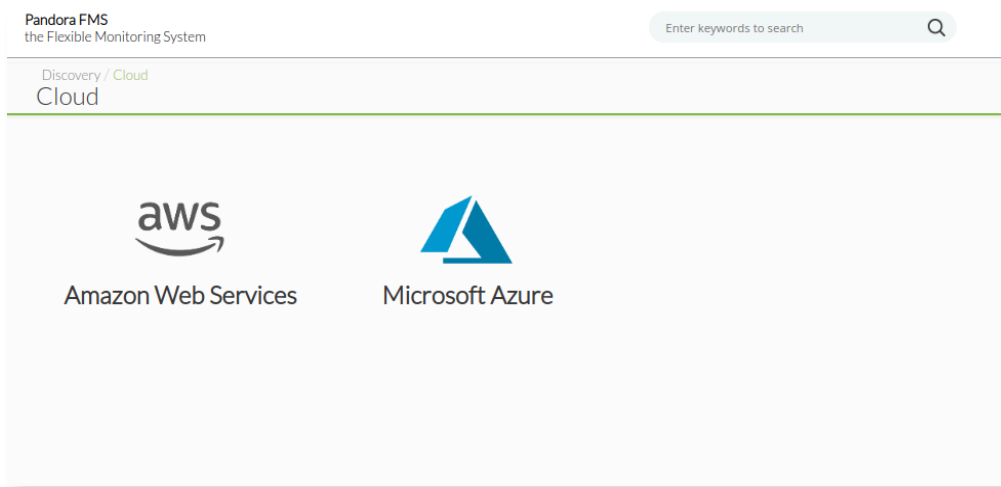 Pandora FMS
the Flexible Monitoring System
Enter keywords to search
Discovery / Cloud
Cloud
aws
Amazon Web Services
Microsoft Azure